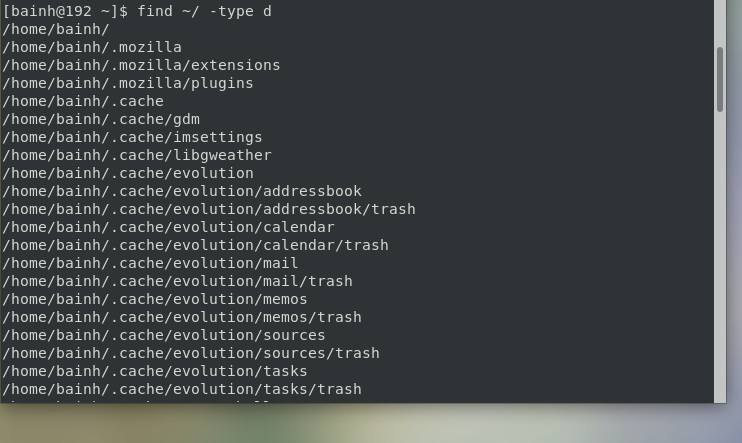 [bainh@192 ~]$ find ~/ -type d
/home/bainh/
/home/bainh/.mozilla
/home/bainh/.mozilla/extensions
/home/bainh/.mozilla/plugins
/home/bainh/.cache
/home/bainh/.cache/gdm
/home/bainh/.cache/imsettings
/home/bainh/.cache/libgweather
/home/bainh/.cache/evolution
/home/bainh/.cache/evolution/addressbook
/home/bainh/.cache/evolution/addressbook/trash
/home/bainh/.cache/evolution/calendar
/home/bainh/.cache/evolution/calendar/trash
/home/bainh/.cache/evolution/mail
/home/bainh/.cache/evolution/mail/trash
/home/bainh/.cache/evolution/memos
/home/bainh/.cache/evolution/memos/trash
/home/bainh/.cache/evolution/sources
/home/bainh/.cache/evolution/sources/trash
/home/bainh/.cache/evolution/tasks
/home/bainh/.cache/evolution/tasks/trash